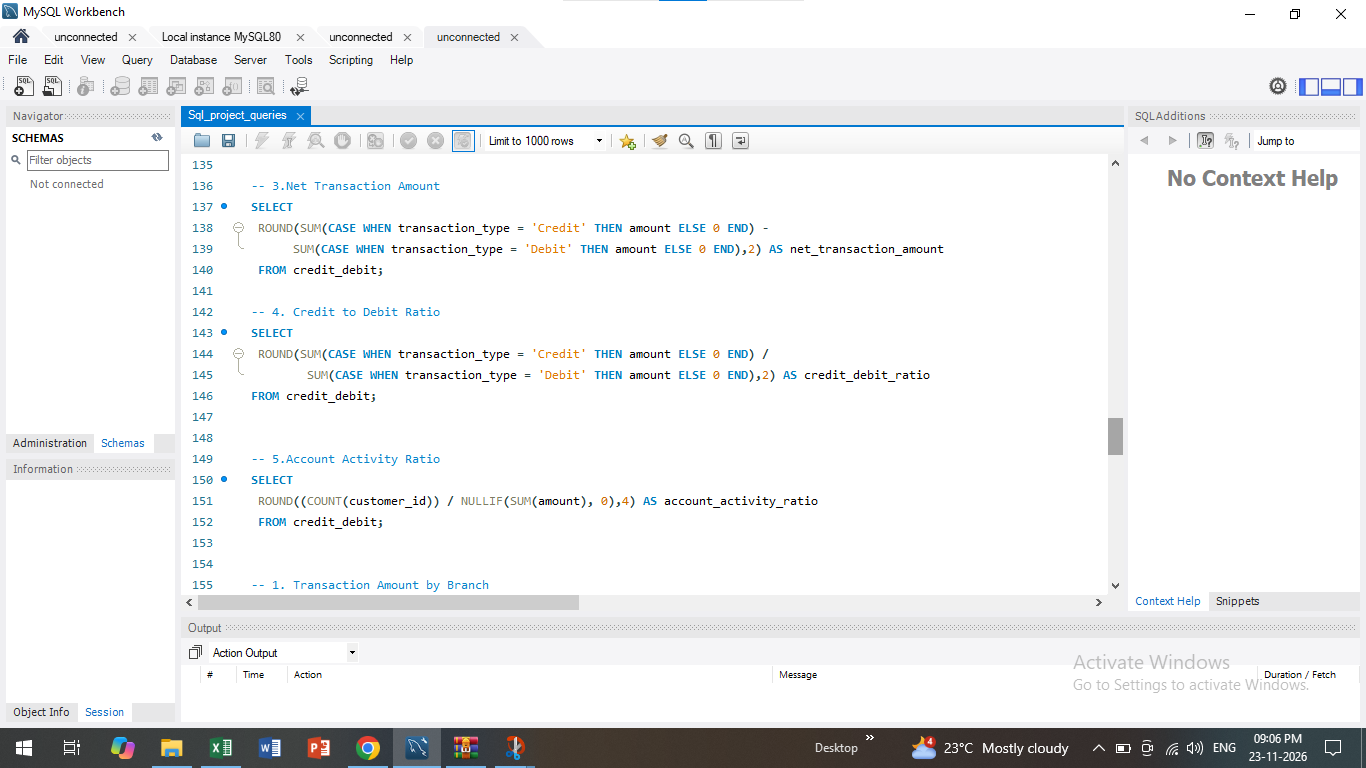 MySQL Workbench
unconnected
Local instance MySQL80
unconnected
unconnected
File Edit View Query Database Server Tools Scripting Help
Navigator
SCHEMAS
Filter objects
Not connected
Administration Schemas
Information
Object Info Session
Sql_project_queries
Limit to 1000 rows
135
136 -- 3.Net Transaction Amount
137 SELECT
138 ROUND(SUM(CASE WHEN transaction_type = 'Credit' THEN amount ELSE 0 END) -
139 SUM(CASE WHEN transaction_type = 'Debit' THEN amount ELSE 0 END),2) AS net_transaction_amount
140 FROM credit_debit;
141
142 -- 4. Credit to Debit Ratio
143 SELECT
144 ROUND(SUM(CASE WHEN transaction_type = 'Credit' THEN amount ELSE 0 END) /
145 SUM(CASE WHEN transaction_type = 'Debit' THEN amount ELSE 0 END),2) AS credit_debit_ratio
146 FROM credit_debit;
147
148
149 -- 5.Account Activity Ratio
150 SELECT
151 ROUND((COUNT(customer_id)) / NULLIF(SUM(amount), 0),4) AS account_activity_ratio
152 FROM credit_debit;
153
154
155 -- 1. Transaction Amount by Branch
SQLAdditions
Jump to
No Context Help
Context Help Snippets
Output
Action Output
# Time Action Message Duration / Fetch
Activate Windows
Go to Settings to activate Windows.
Desktop
4
23°C Mostly cloudy
ENG
09:06 PM
23-11-2026